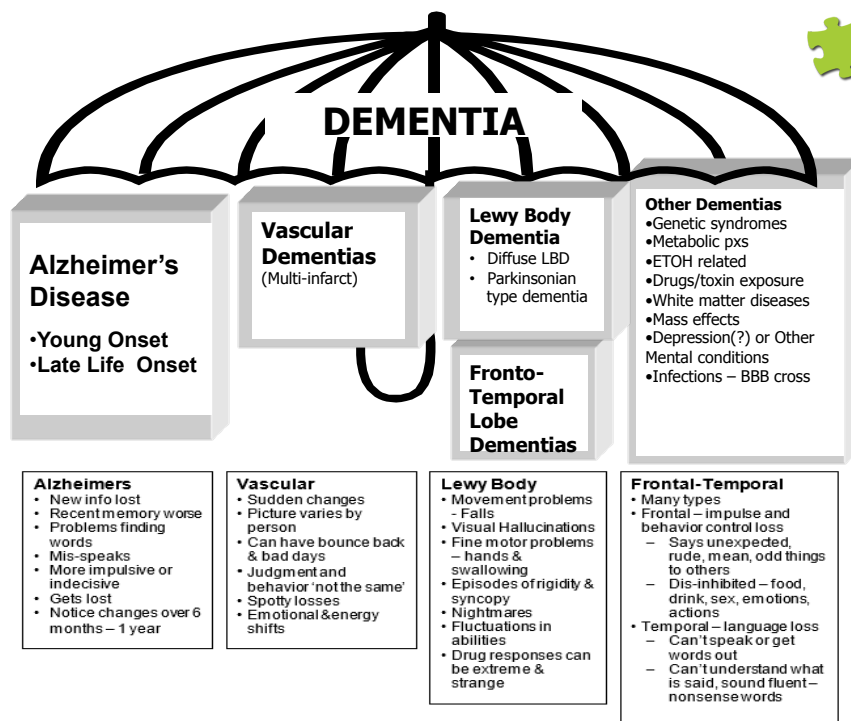 DEMENTIA
Alzheimer's
Disease
•Young Onset
•Late Life Onset
Vascular
Dementias
(Multi-infarct)
Lewy Body
Dementia
• Diffuse LBD
• Parkinsonian
type dementia
Fronto-
Temporal
Lobe
Dementias
Other Dementias
•Genetic syndromes
•Metabolic pxs
•ETOH related
•Drugs/toxin exposure
•White matter diseases
•Mass effects
•Depression(?) or Other
Mental conditions
•Infections – BBB cross
Alzheimers
• New info lost
• Recent memory worse
• Problems finding
words
• Mis-speaks
• More impulsive or
indecisive
• Gets lost
• Notice changes over 6
months – 1 year
Vascular
• Sudden changes
• Picture varies by
person
• Can have bounce back
& bad days
• Judgment and
behavior 'not the same'
• Spotty losses
• Emotional & energy
shifts
Lewy Body
• Movement problems
- Falls
• Visual Hallucinations
• Fine motor problems
– hands &
swallowing
• Episodes of rigidity &
syncopy
• Nightmares
• Fluctuations in
abilities
• Drug responses can
be extreme &
strange
Frontal-Temporal
• Many types
• Frontal – impulse and
behavior control loss
– Says unexpected,
rude, mean, odd things
to others
– Dis-inhibited – food,
drink, sex, emotions,
actions
• Temporal – language loss
– Can't speak or get
words out
– Can't understand what
is said, sound fluent –
nonsense words